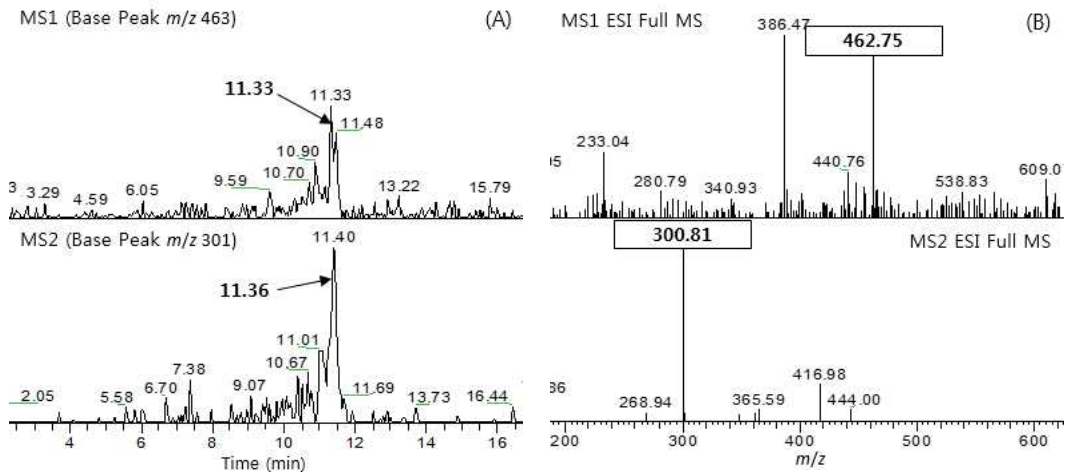 MS1 (Base Peak m/z 463) (A)
11.33
11.33
11.48
10.90
10.70
9.59
3 3.29 4.59 6.05 13.22 15.79
MS2 (Base Peak m/z 301)
11.40
11.36
11.01
10.67
7.38
2.05 5.58 6.70 9.07 11.69 13.73 16.44
4 6 8 10 12 14 16
Time (min)
MS1 ESI Full MS (B)
386.47
462.75
233.04
05 280.79 340.93 440.76 538.83 609.0
300.81
MS2 ESI Full MS
416.98
86 268.94 365.59 444.00
200 300 400 500 600
m/z